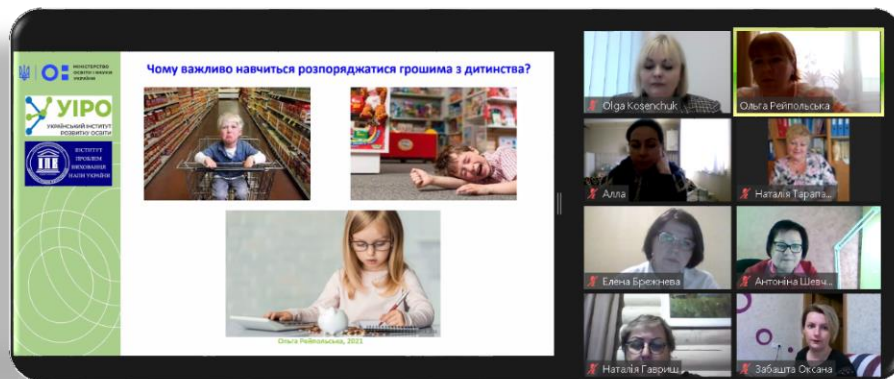 МІНІСТЕРСТВО
ОСВІТИ І НАУКИ
УКРАЇНИ
УІРО
УКРАЇНСЬКИЙ ІНСТИТУТ
РОЗВИТКУ ОСВІТИ
ІНСТИТУТ
ПРОБЛЕМ
ВИХОВАННЯ
НАПН УКРАЇНИ
Чому важливо навчиться розпоряджатися грошима з дитинства?
Ольга Рейпольська, 2021
Olga Kosenchuk
Ольга Рейпольська
Алла
Наталія Тарапа...
Елена Брежнева
Антоніна Шевч...
Наталія Гавриш
Забашта Оксана